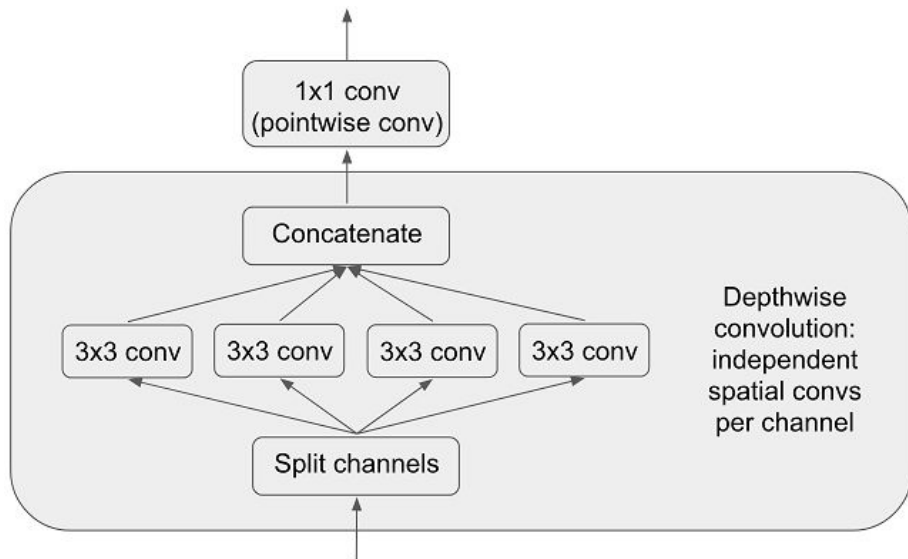 1x1 conv
(pointwise conv)
Concatenate
3x3 conv
3x3 conv
3x3 conv
3x3 conv
Depthwise
convolution:
independent
spatial convs
per channel
Split channels